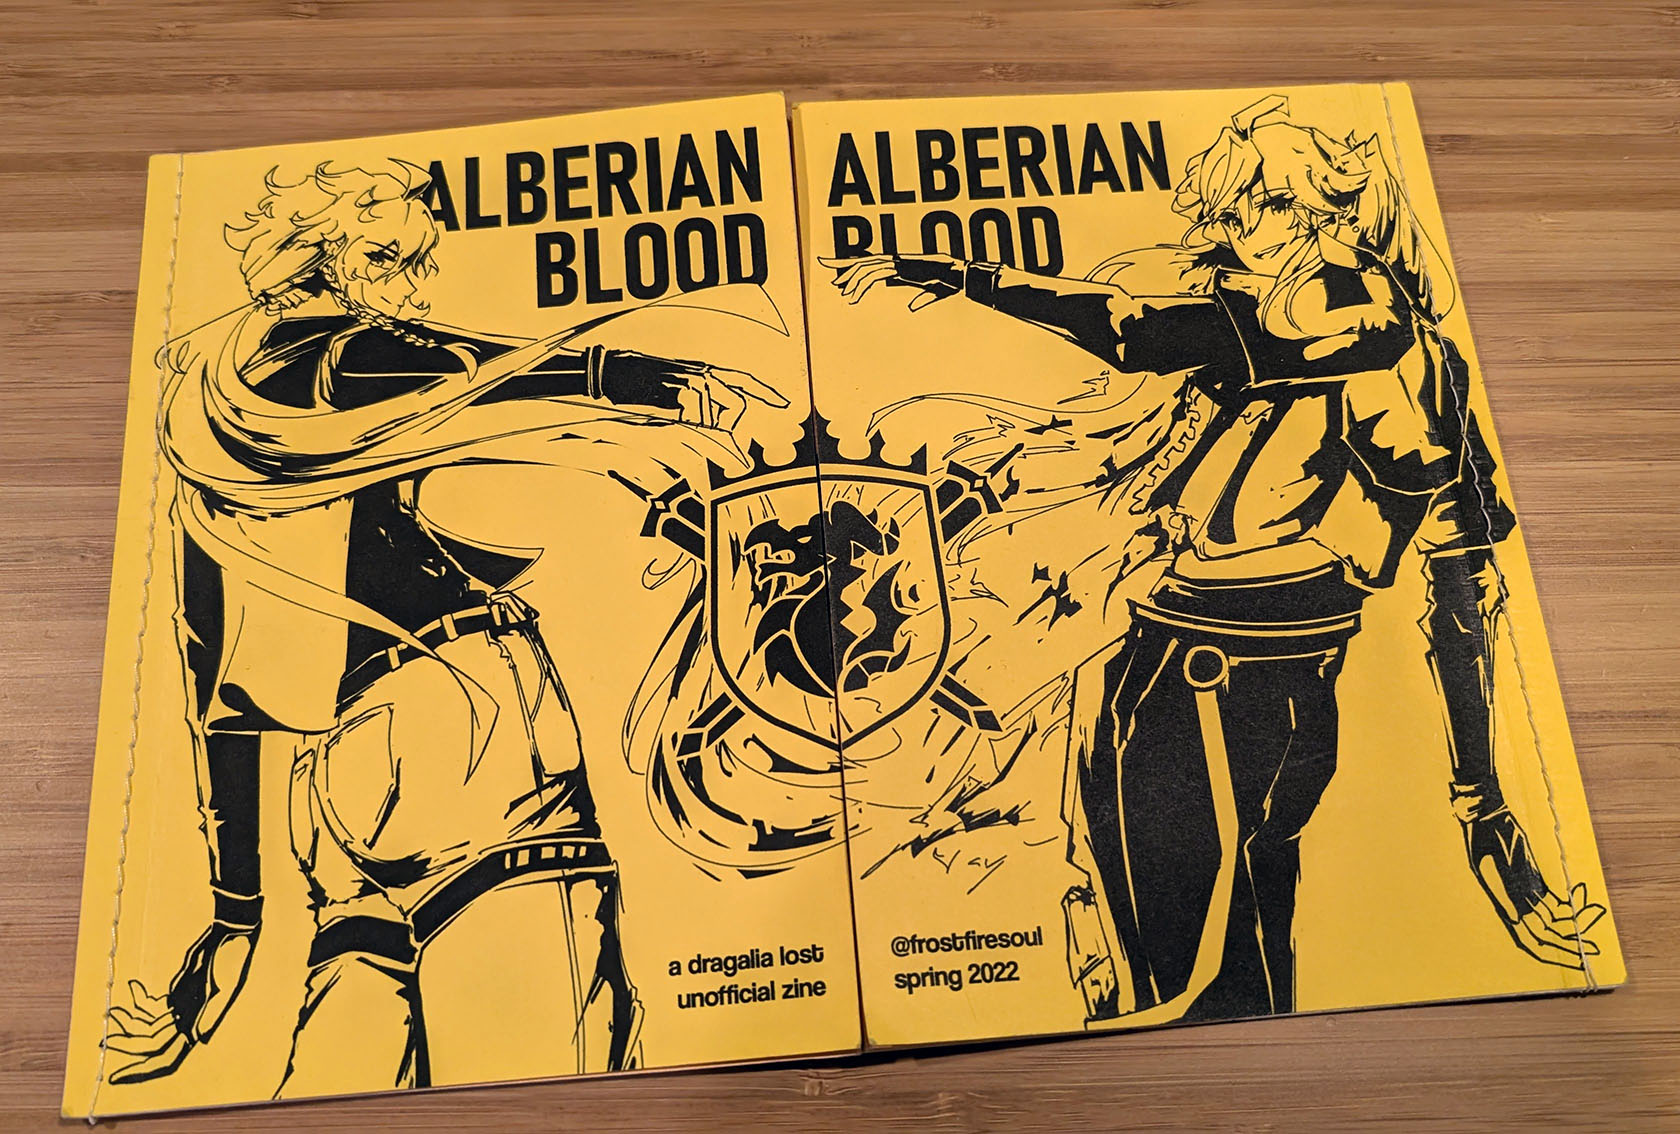 ALBERIAN
BLOOD
a dragalia lost
unofficial zine
ALBERIAN
BLOOD
@frostfiresoul
spring 2022